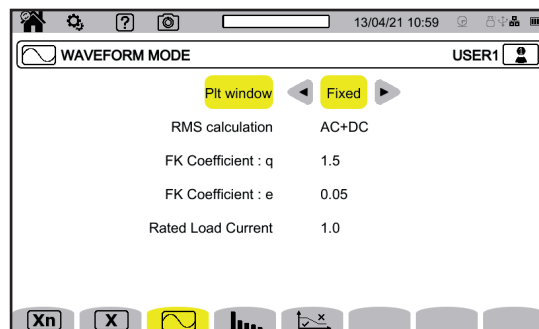 ? 13/04/21 10:59
WAVEFORM MODE USER1
Plt window Fixed
RMS calculation AC+DC
FK Coefficient : q 1.5
FK Coefficient : e 0.05
Rated Load Current 1.0
Xn X